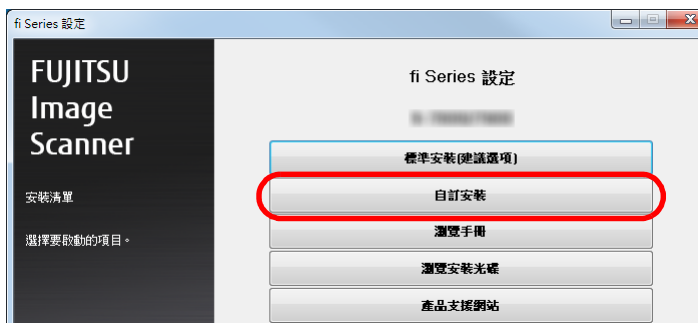 fi Series 設定
FUJITSU
Image
Scanner
安裝清單
選擇要啟動的項目。
fi Series 設定
標準安裝(建議選項)
自訂安裝
瀏覽手冊
瀏覽安裝光碟
產品支援網站